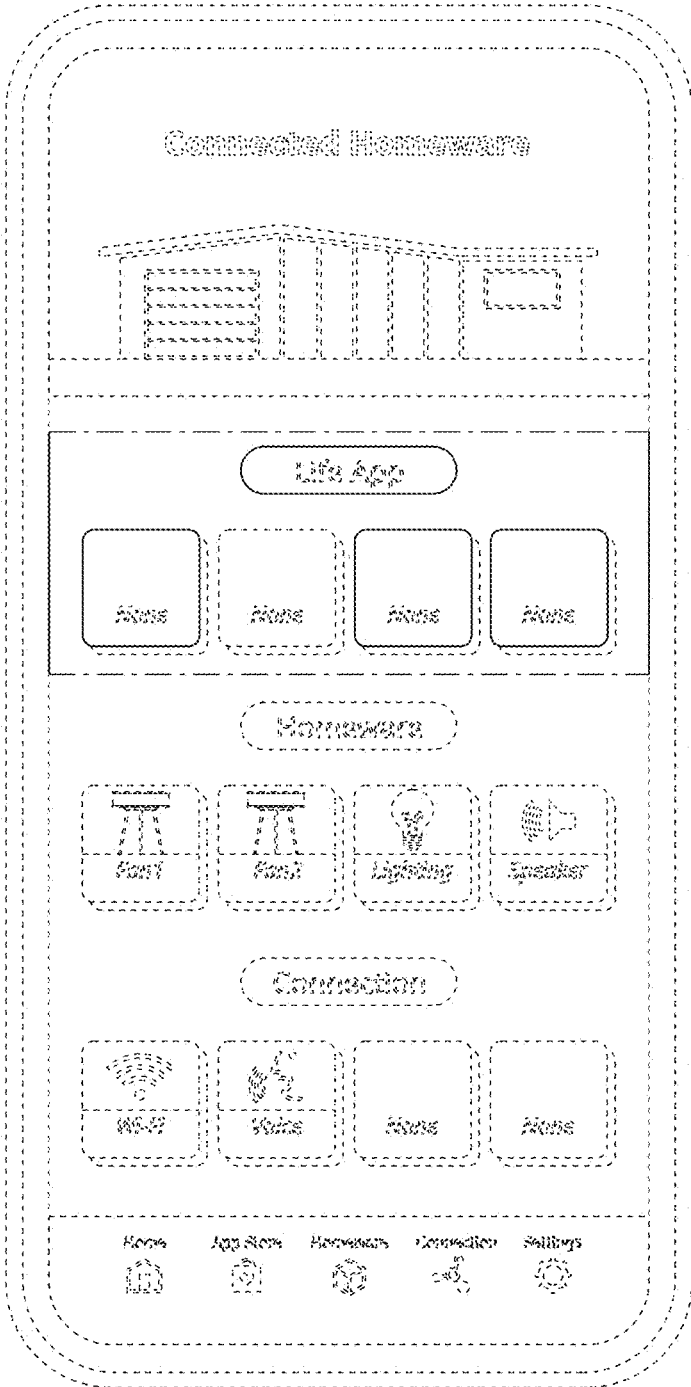 Connected Homeware
Life App
None None None None
Homeware
Fan1 Fan2 Lighting Speaker
Connection
Wi-Fi Voice None None
Home App Store Homeware Connection Settings